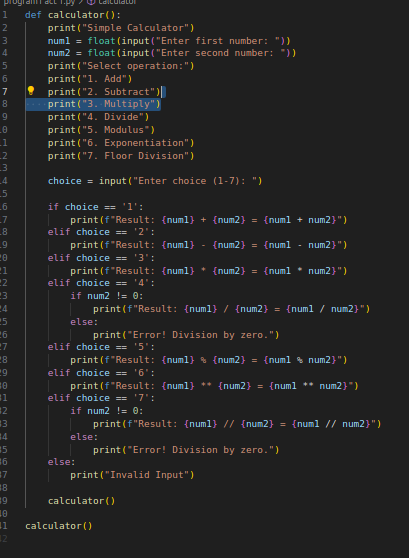 program act 1.py > calculator
1 def calculator():
2 print("Simple Calculator")
3 num1 = float(input("Enter first number: "))
4 num2 = float(input("Enter second number: "))
5 print("Select operation:")
6 print("1. Add")
7 print("2. Subtract")
8 print("3. Multiply")
9 print("4. Divide")
10 print("5. Modulus")
11 print("6. Exponentiation")
12 print("7. Floor Division")
13
14 choice = input("Enter choice (1-7): ")
15
16 if choice == '1':
17 print(f"Result: {num1} + {num2} = {num1 + num2}")
18 elif choice == '2':
19 print(f"Result: {num1} - {num2} = {num1 - num2}")
20 elif choice == '3':
21 print(f"Result: {num1} * {num2} = {num1 * num2}")
22 elif choice == '4':
23 if num2 != 0:
24 print(f"Result: {num1} / {num2} = {num1 / num2}")
25 else:
26 print("Error! Division by zero.")
27 elif choice == '5':
28 print(f"Result: {num1} % {num2} = {num1 % num2}")
29 elif choice == '6':
30 print(f"Result: {num1} ** {num2} = {num1 ** num2}")
31 elif choice == '7':
32 if num2 != 0:
33 print(f"Result: {num1} // {num2} = {num1 // num2}")
34 else:
35 print("Error! Division by zero.")
36 else:
37 print("Invalid Input")
38
39 calculator()
40
41 calculator()
42